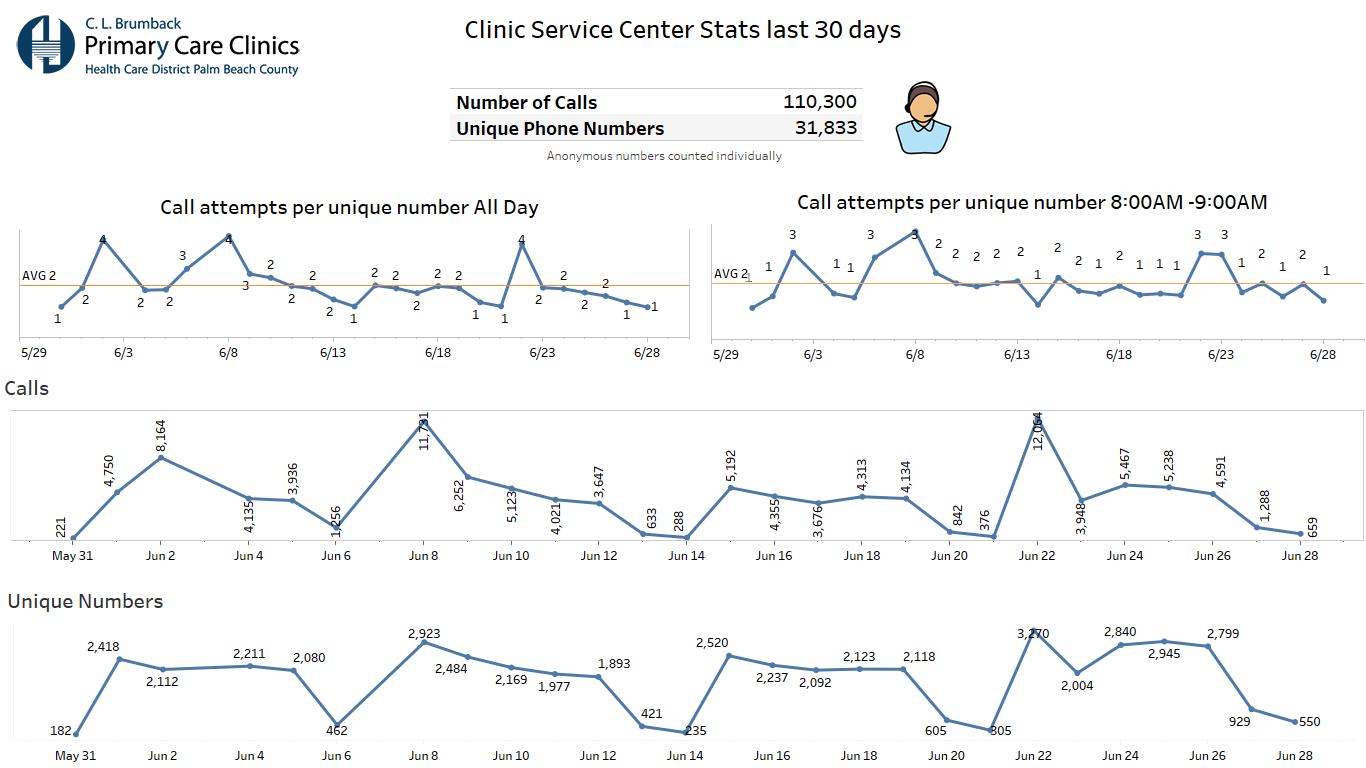 C. L. Brumback
Primary Care Clinics
Health Care District Palm Beach County
Clinic Service Center Stats last 30 days
Number of Calls 110,300
Unique Phone Numbers 31,833
Anonymous numbers counted individually
Call attempts per unique number All Day
AVG 2
1 2 4 2 2 3 4 3 2 2 2 2 1 2 2 2 2 2 1 1 4 2 2 2 2 1 1
5/29 6/3 6/8 6/13 6/18 6/23 6/28
Call attempts per unique number 8:00AM -9:00AM
AVG 2
1 1 3 1 1 3 3 2 2 2 2 2 1 2 2 1 2 1 1 1 3 3 1 2 1 2 1
5/29 6/3 6/8 6/13 6/18 6/23 6/28
Calls
221 4,750 8,164 4,135 3,936 1,256 11,731 6,252 5,123 4,021 3,647 633 288 5,192 4,355 3,676 4,313 4,134 842 376 12,064 3,948 5,467 5,238 4,591 1,288 659
May 31 Jun 2 Jun 4 Jun 6 Jun 8 Jun 10 Jun 12 Jun 14 Jun 16 Jun 18 Jun 20 Jun 22 Jun 24 Jun 26 Jun 28
Unique Numbers
182 2,418 2,112 2,211 2,080 462 2,923 2,484 2,169 1,977 1,893 421 235 2,520 2,237 2,092 2,123 2,118 605 305 3,270 2,004 2,840 2,945 2,799 929 550
May 31 Jun 2 Jun 4 Jun 6 Jun 8 Jun 10 Jun 12 Jun 14 Jun 16 Jun 18 Jun 20 Jun 22 Jun 24 Jun 26 Jun 28